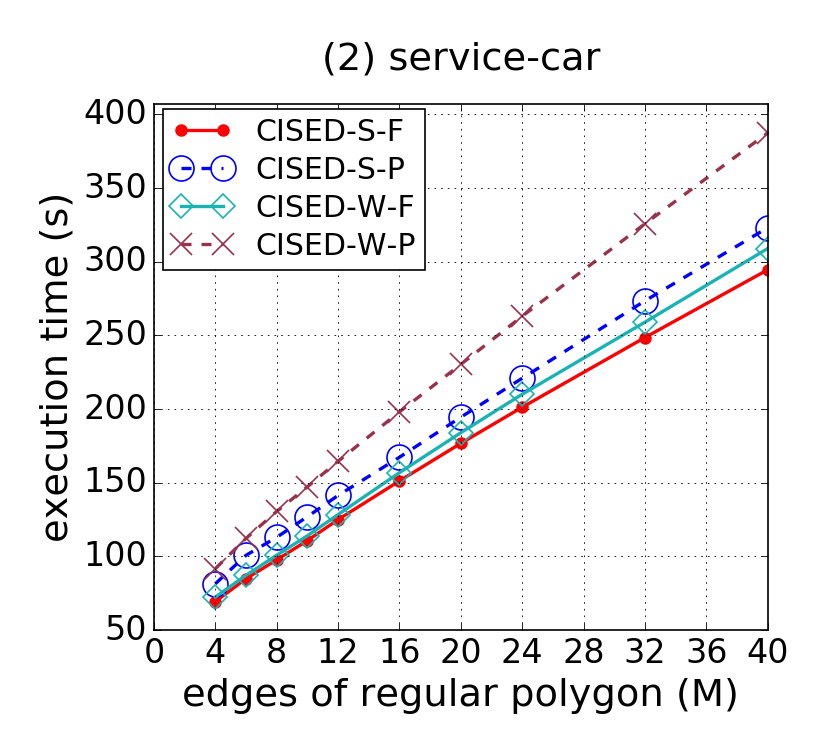 (2) service-car
CISED-S-F
CISED-S-P
CISED-W-F
CISED-W-P
execution time (s)
400
350
300
250
200
150
100
50
0 4 8 12 16 20 24 28 32 36 40
edges of regular polygon (M)